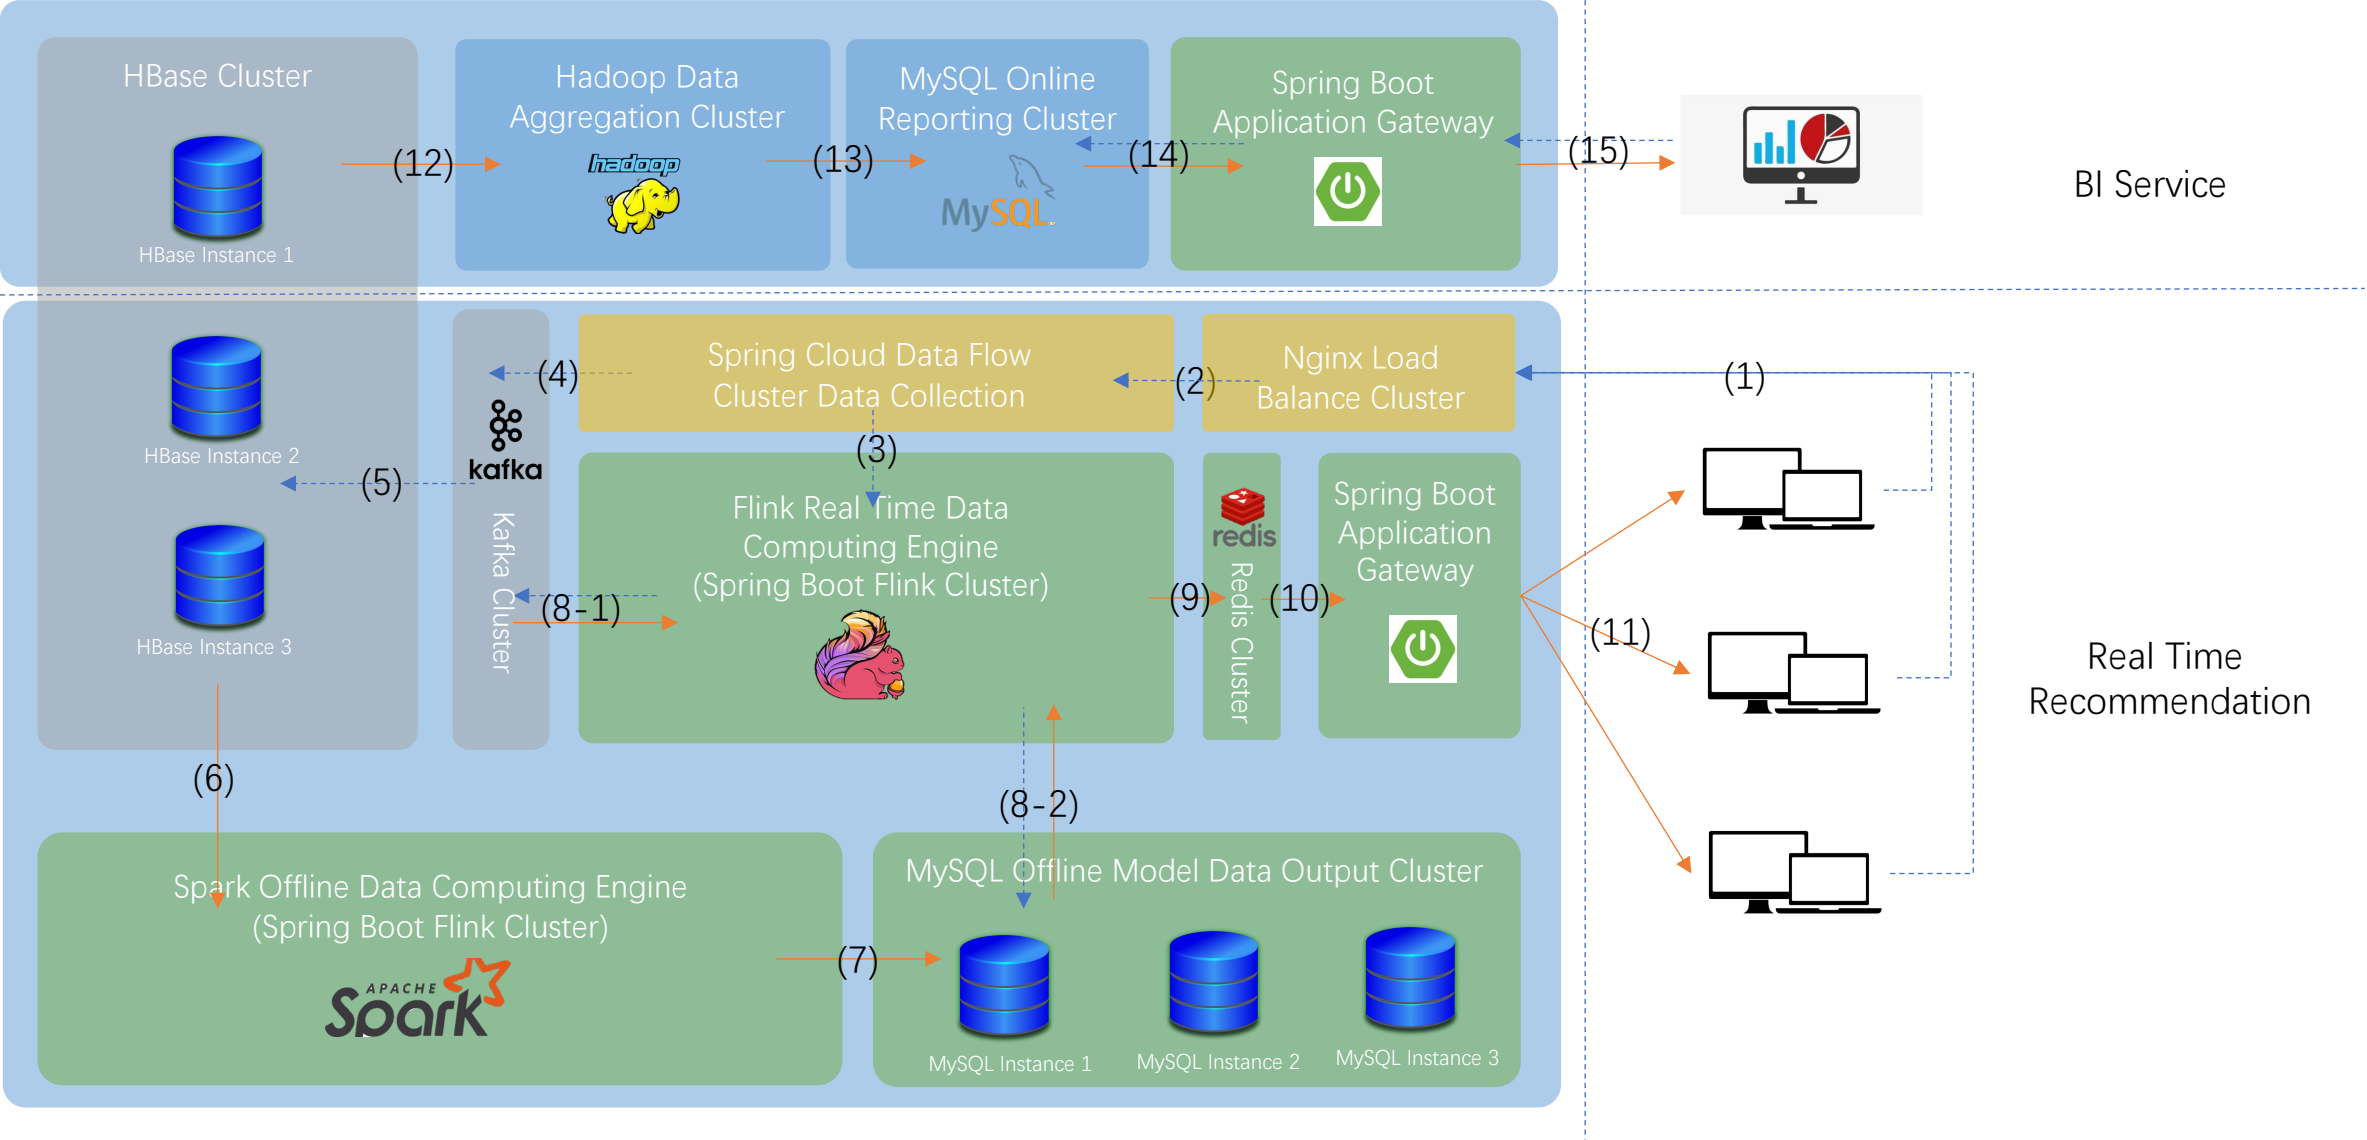 HBase Cluster
HBase Instance 1
(12)
Hadoop Data
Aggregation Cluster
hadoop
(13)
MySQL Online
Reporting Cluster
MySQL
(14)
Spring Boot
Application Gateway
(15)
BI Service
HBase Instance 2
(5)
HBase Instance 3
(4)
kafka
Kafka Cluster
Spring Cloud Data Flow
Cluster Data Collection
(2)
Nginx Load
Balance Cluster
(1)
(3)
Flink Real Time Data
Computing Engine
(Spring Boot Flink Cluster)
(8-1)
(9)
redis
Redis Cluster
(10)
Spring Boot
Application
Gateway
(11)
Real Time
Recommendation
(6)
(8-2)
Spark Offline Data Computing Engine
(Spring Boot Flink Cluster)
APACHE
Spark
(7)
MySQL Offline Model Data Output Cluster
MySQL Instance 1
MySQL Instance 2
MySQL Instance 3